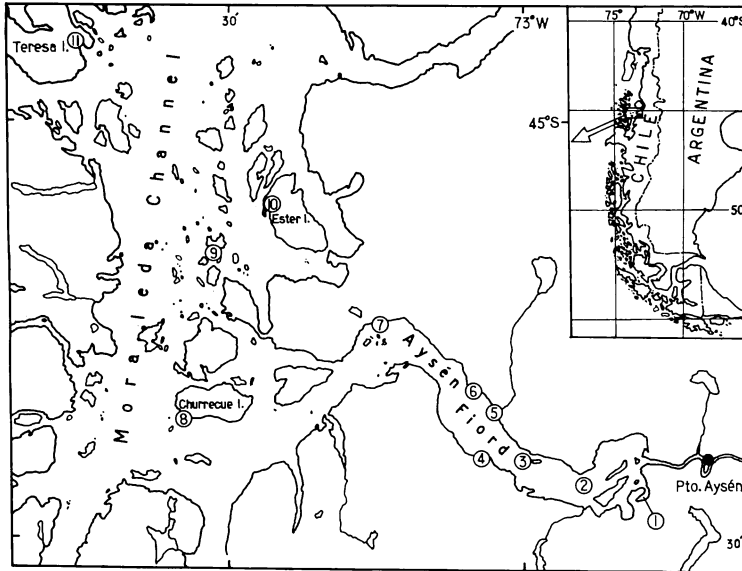 30'
73°W
75°
70°W
40°S
Teresa I.
11
Moraleda Channel
45°S
CHILE
ARGENTINA
50
10
Ester I.
9
7
Aysén Fiord
6
5
Churrecue I.
8
4
3
2
Pto. Aysén
1
30'